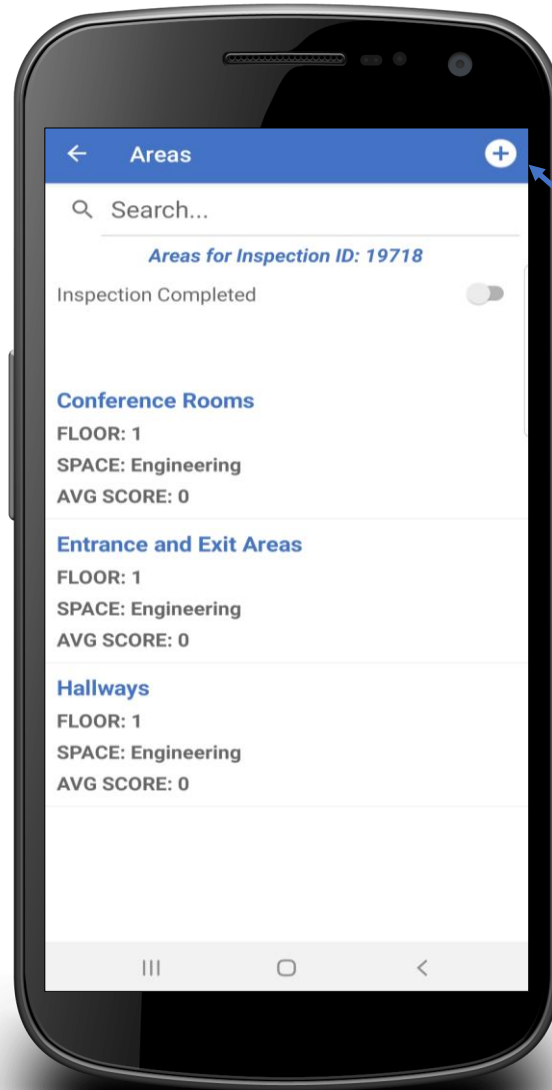 Areas
Search...
Areas for Inspection ID: 19718
Inspection Completed
Conference Rooms
FLOOR: 1
SPACE: Engineering
AVG SCORE: 0
Entrance and Exit Areas
FLOOR: 1
SPACE: Engineering
AVG SCORE: 0
Hallways
FLOOR: 1
SPACE: Engineering
AVG SCORE: 0